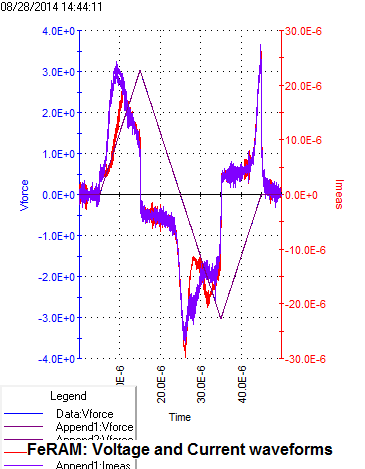 08/28/2014 14:44:11
4.0E+0
30.0E-6
3.0E+0
20.0E-6
2.0E+0
1.0E+0
10.0E-6
Vforce
0.0E+0
0.0E+0
Imeas
-1.0E+0
-10.0E-6
-2.0E+0
-20.0E-6
-3.0E+0
-4.0E+0
-30.0E-6
20.0E-6
30.0E-6
40.0E-6
Time
Legend
Data:Vforce
Append1:Vforce
FeRAM: Voltage and Current waveforms
Append1:Imeas